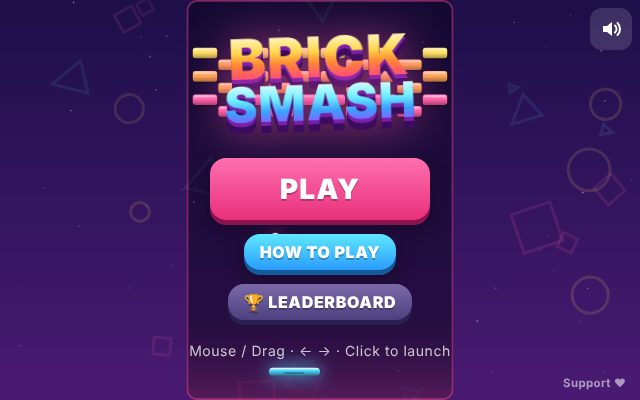 BRICK
SMASH
PLAY
HOW TO PLAY
🏆 LEADERBOARD
Mouse / Drag · ← → · Click to launch
Support ♥